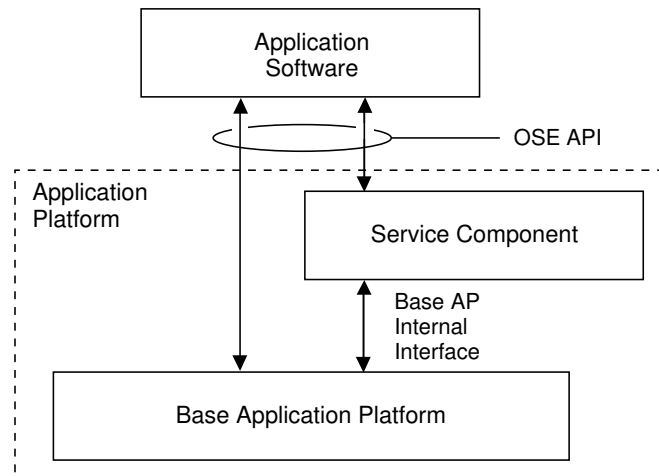 Application
Software
OSE API
Application
Platform
Service Component
Base AP
Internal
Interface
Base Application Platform